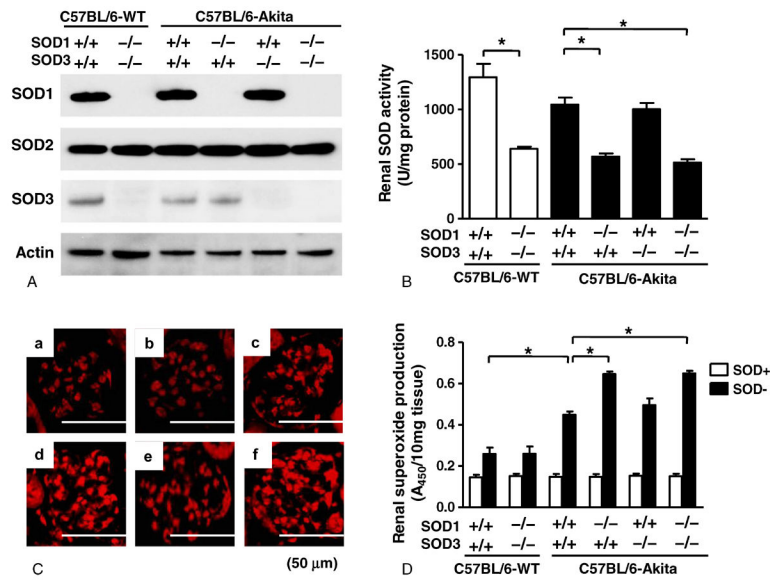 C57BL/6-WT C57BL/6-Akita
SOD1 +/+ –/– +/+ –/– +/+ –/–
SOD3 +/+ –/– +/+ +/+ –/– –/–
SOD1
SOD2
SOD3
Actin
A
Renal SOD activity
(U/mg protein)
1500
1000
500
0
* * *
SOD1 +/+ –/– +/+ –/– +/+ –/–
SOD3 +/+ –/– +/+ +/+ –/– –/–
C57BL/6-WT C57BL/6-Akita
B
a b c
d e f
(50 µm)
C
Renal superoxide production
(A450/10mg tissue)
0.8
0.6
0.4
0.2
0.0
* * *
SOD+
SOD-
SOD1 +/+ –/– +/+ –/– +/+ –/–
SOD3 +/+ –/– +/+ +/+ –/– –/–
C57BL/6-WT C57BL/6-Akita
D